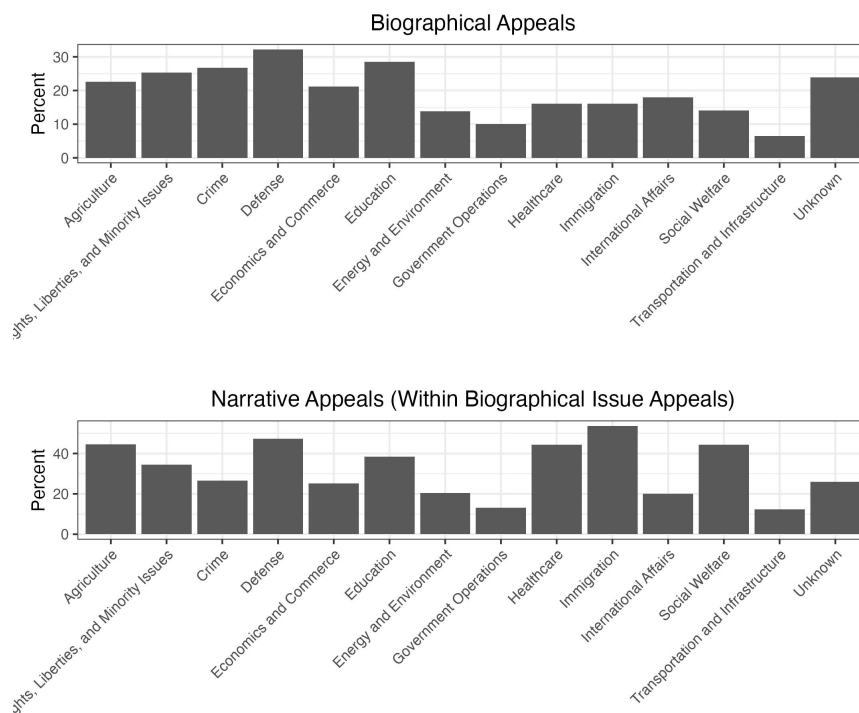 Biographical Appeals
Percent
30
20
10
0
Agriculture
ghts, Liberties, and Minority Issues
Crime
Defense
Economics and Commerce
Education
Energy and Environment
Government Operations
Healthcare
Immigration
International Affairs
Social Welfare
Transportation and Infrastructure
Unknown
Narrative Appeals (Within Biographical Issue Appeals)
Percent
40
20
0
Agriculture
ghts, Liberties, and Minority Issues
Crime
Defense
Economics and Commerce
Education
Energy and Environment
Government Operations
Healthcare
Immigration
International Affairs
Social Welfare
Transportation and Infrastructure
Unknown